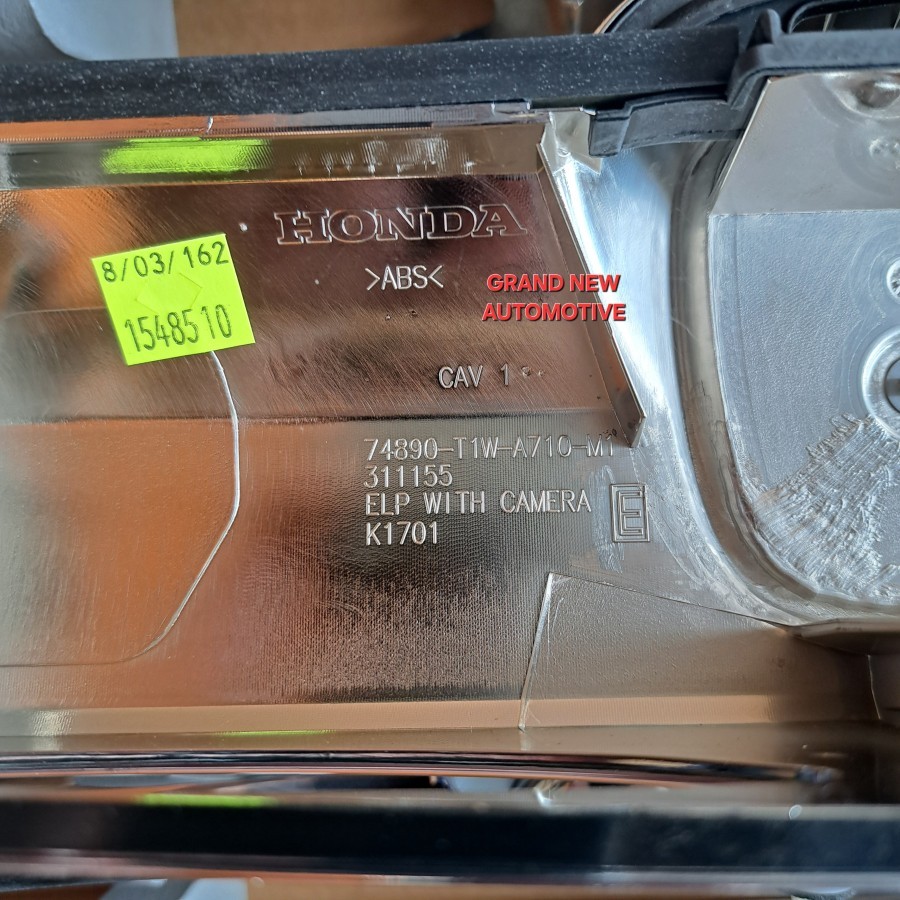 HONDA
8/03/162
1548510
>ABS<
GRAND NEW
AUTOMOTIVE
CAV 1
74890-T1W-A710-M1
311155
ELP WITH CAMERA
E
K1701